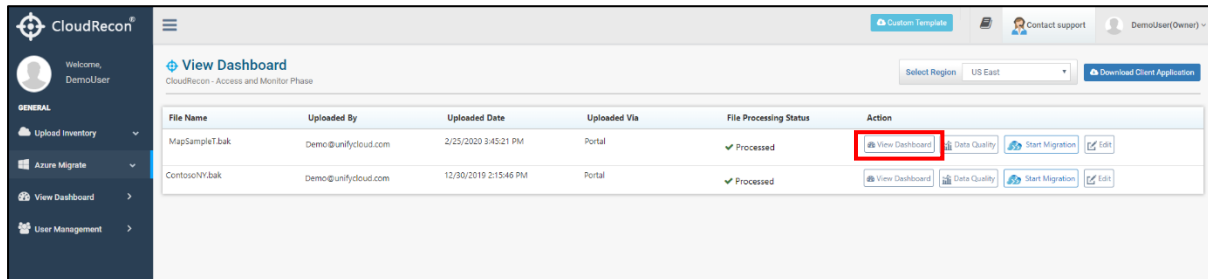 CloudRecon®
Custom Template
Contact support
DemoUser(Owner)
Welcome,
DemoUser
GENERAL
Upload Inventory
Azure Migrate
View Dashboard
User Management
View Dashboard
CloudRecon - Access and Monitor Phase
Select Region US East
Download Client Application
File Name Uploaded By Uploaded Date Uploaded Via File Processing Status Action
MapSampleT.bak Demo@unifycloud.com 2/25/2020 3:45:21 PM Portal Processed View Dashboard Data Quality Start Migration Edit
ContosoNY.bak Demo@unifycloud.com 12/30/2019 2:15:46 PM Portal Processed View Dashboard Data Quality Start Migration Edit